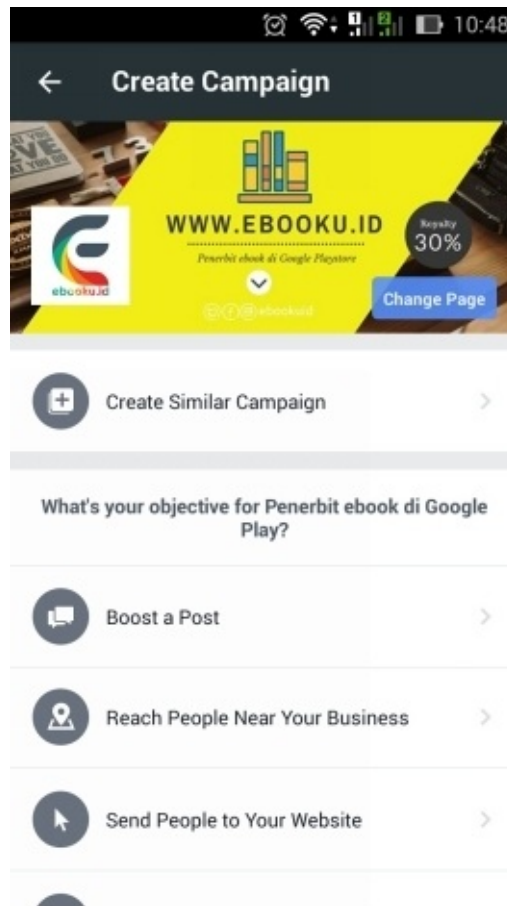 10:48
Create Campaign
WWW.EBOOKU.ID
Penerbit ebook di Google Playstore
Royalty
30%
ebooku.id
ebookuid
Change Page
Create Similar Campaign
What's your objective for Penerbit ebook di Google
Play?
Boost a Post
Reach People Near Your Business
Send People to Your Website